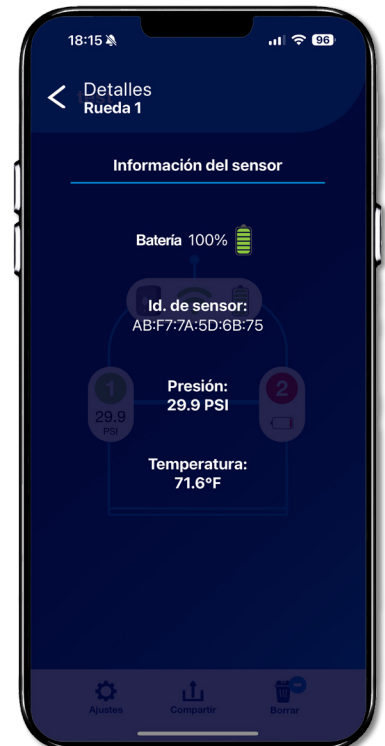 18:15
96
Detalles
Rueda 1
Información del sensor
Batería 100%
Id. de sensor:
AB:F7:7A:5D:6B:75
Presión:
29.9 PSI
1
2
29.9
PSI
Temperatura:
71.6°F
Ajustes
Compartir
Borrar